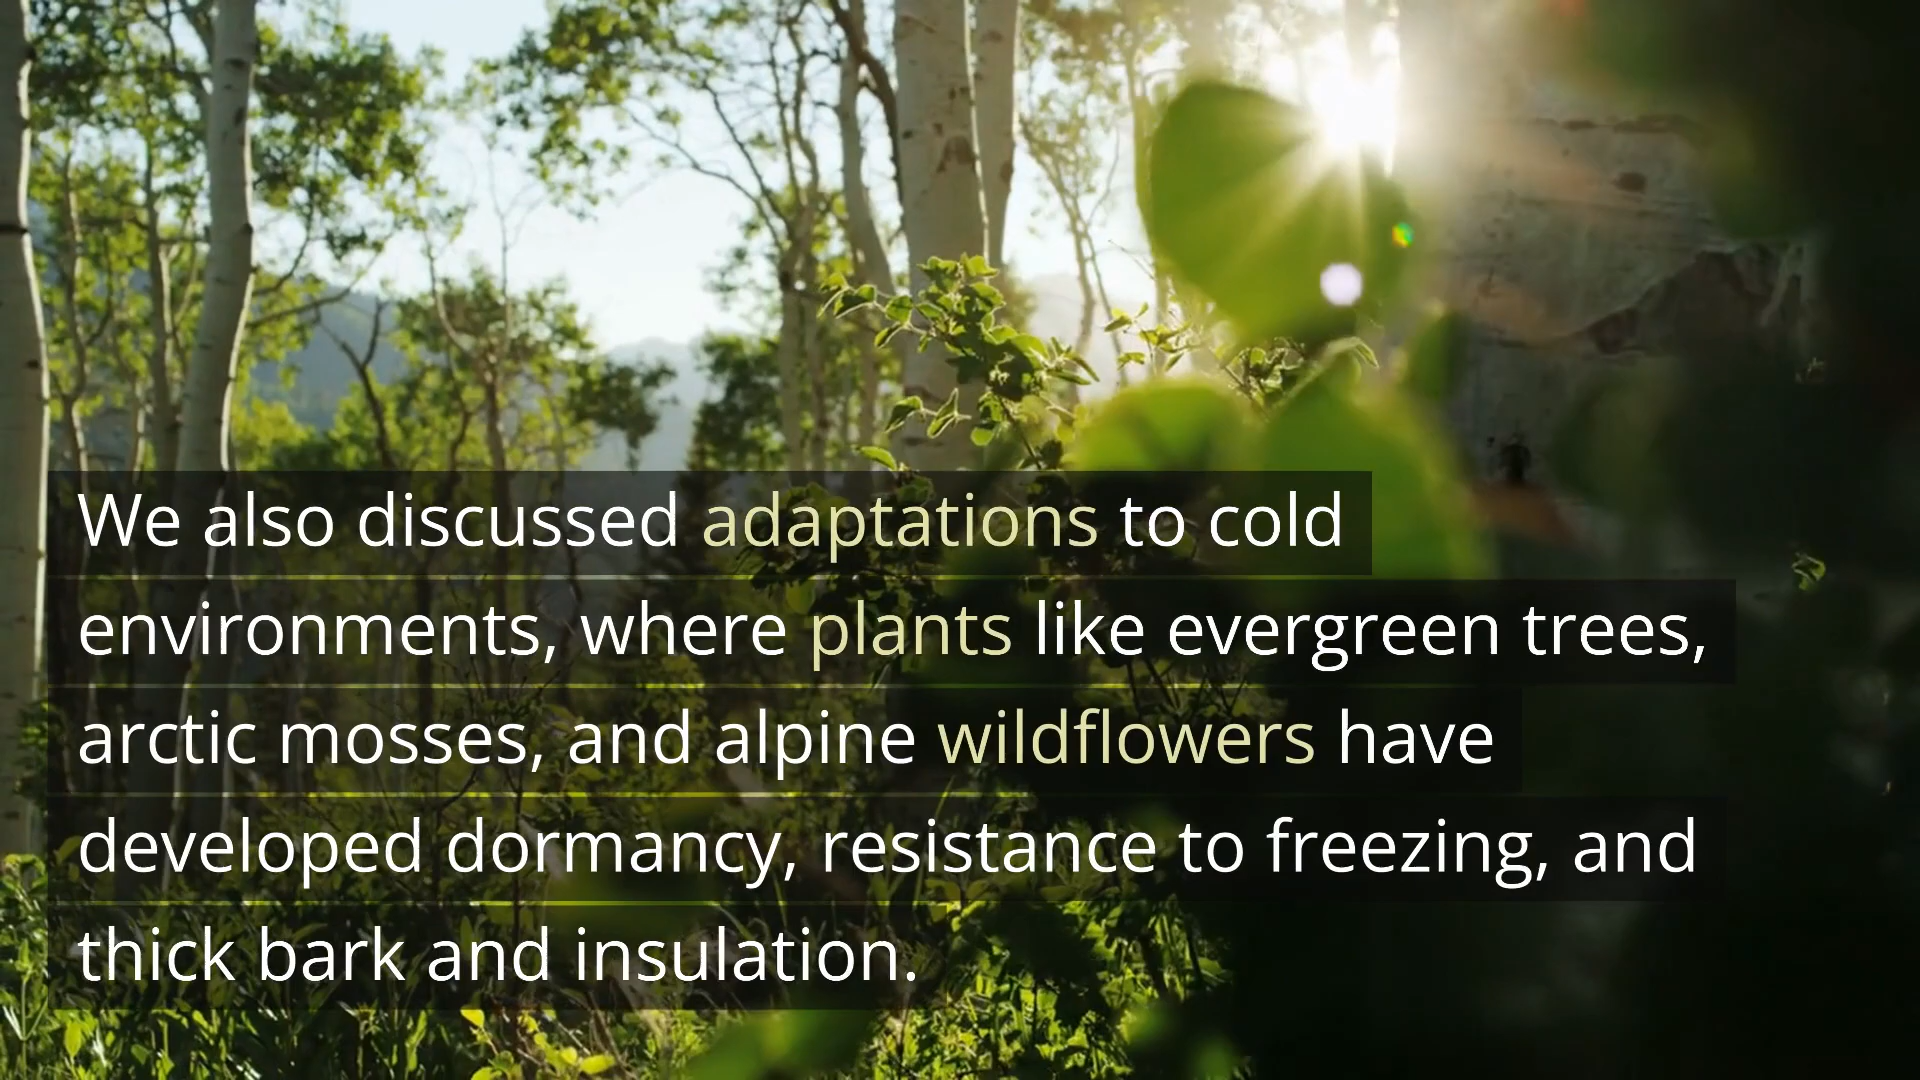 We also discussed adaptations to cold
environments, where plants like evergreen trees,
arctic mosses, and alpine wildflowers have
developed dormancy, resistance to freezing, and
thick bark and insulation.